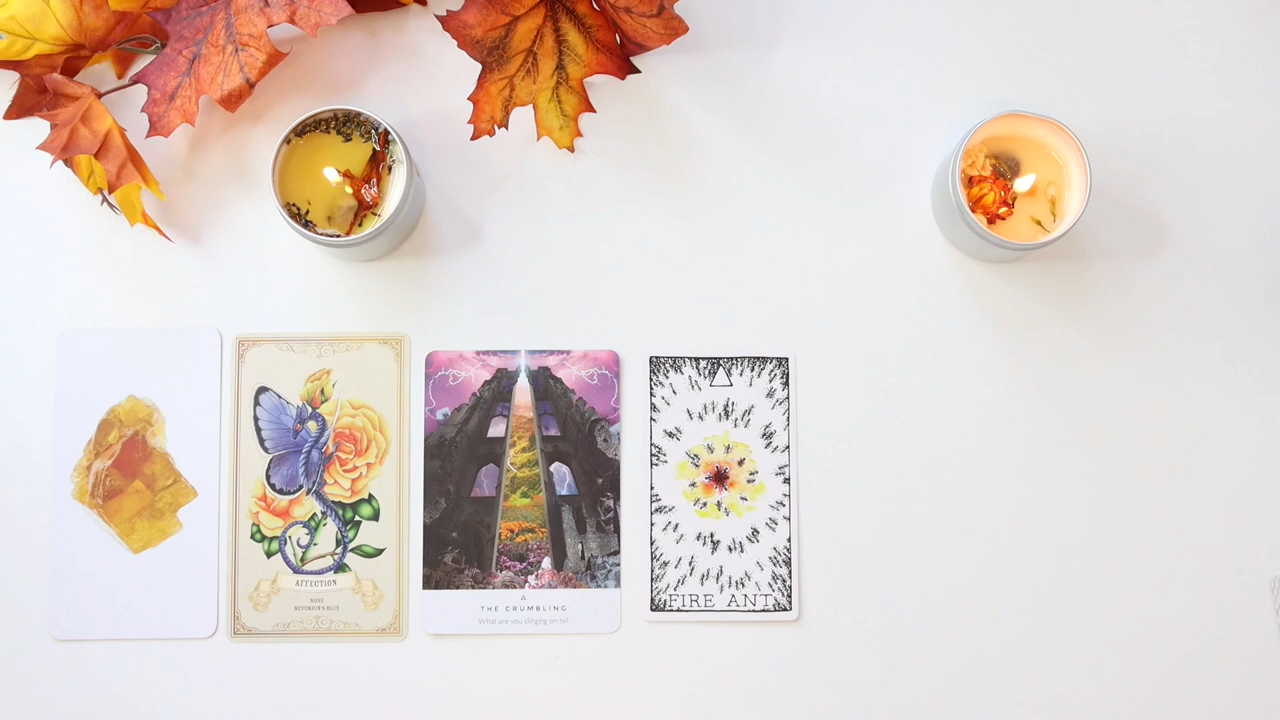 AFFECTION
ROSE
REVERDIN'S BLUE
THE CRUMBLING
What are you clinging on to?
FIRE ANT